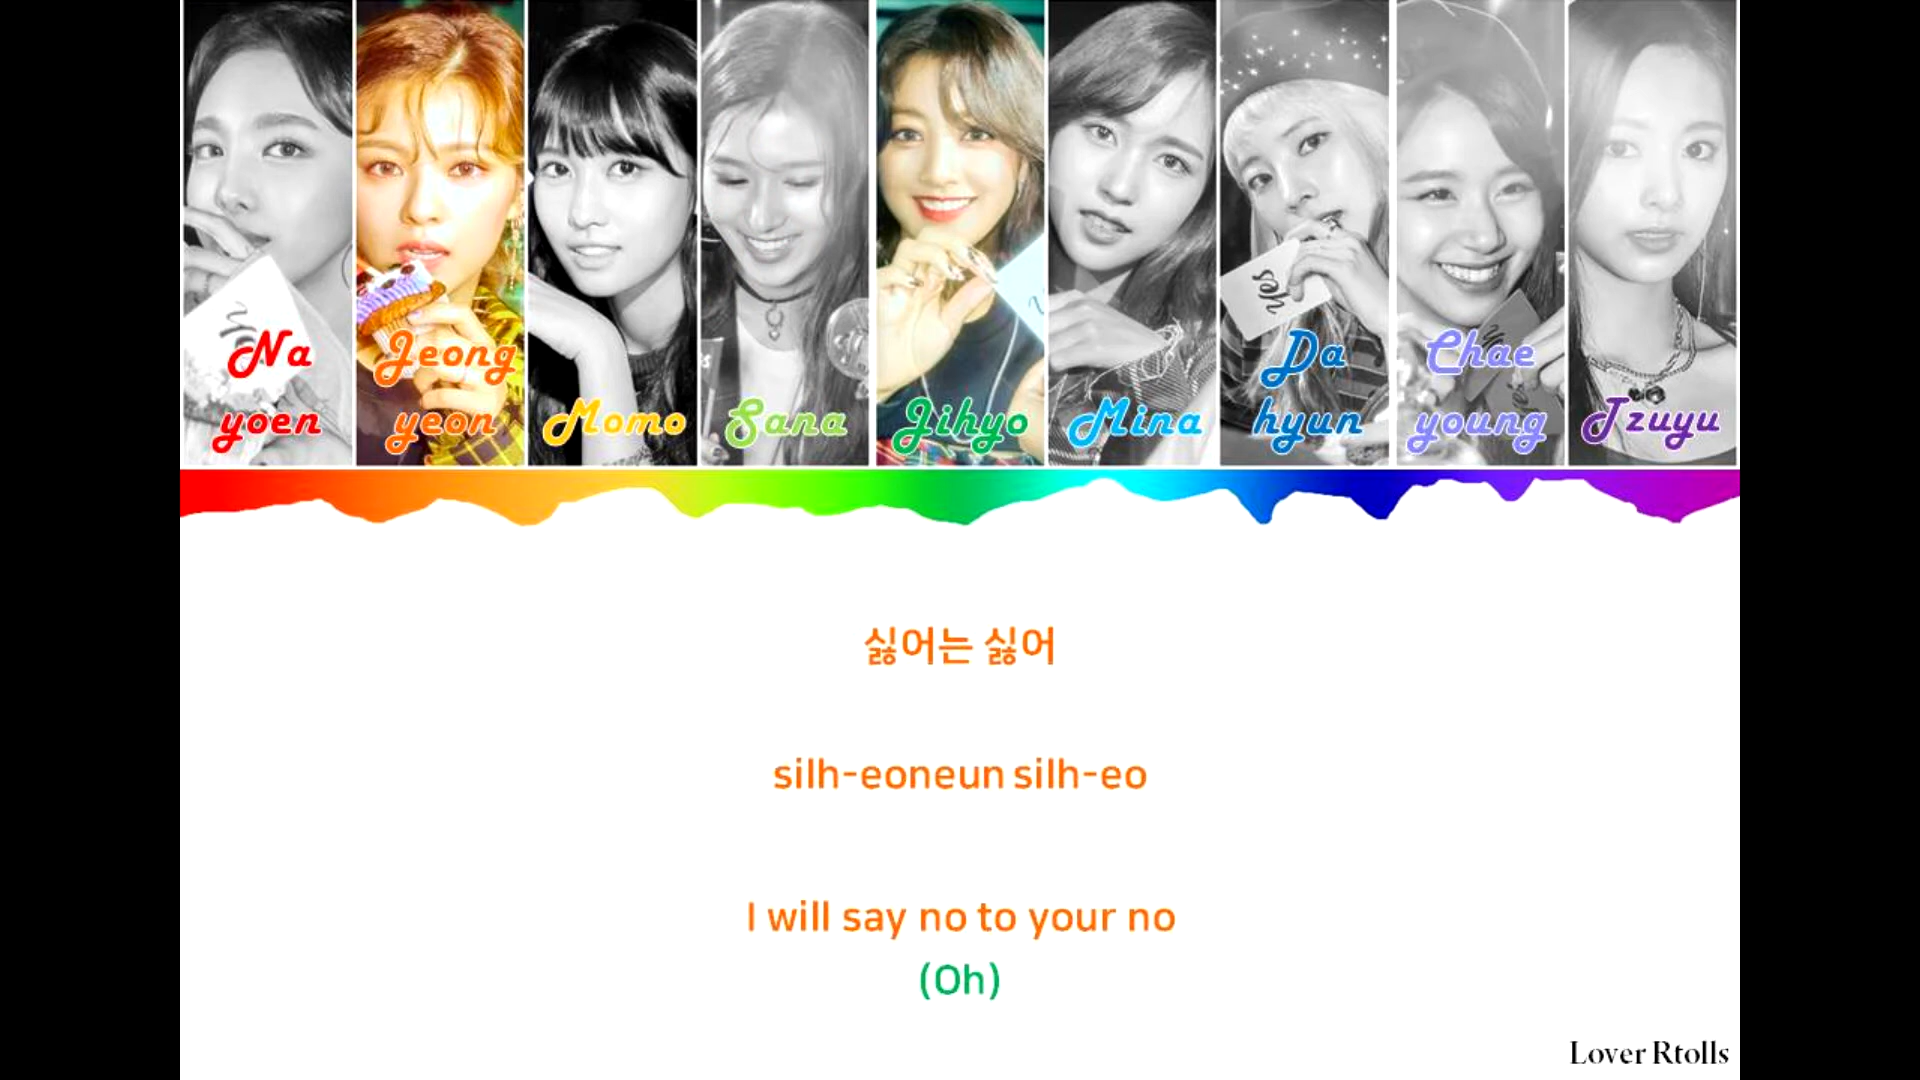 Na
yoen
Jeong
yeon
Momo
Sana
Jihyo
Mina
yes
Da
hyun
Chae
young
Tzuyu
싫어는 싫어
silh-eoneun silh-eo
I will say no to your no
(Oh)
Lover Rtolls